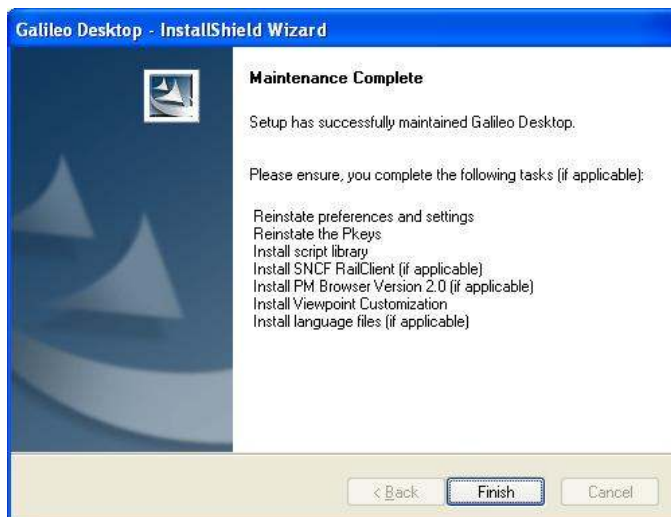 Galileo Desktop - InstallShield Wizard
Maintenance Complete
Setup has successfully maintained Galileo Desktop.
Please ensure, you complete the following tasks (if applicable):
Reinstate preferences and settings
Reinstate the Pkeys
Install script library
Install SNCF RailClient (if applicable)
Install PM Browser Version 2.0 (if applicable)
Install Viewpoint Customization
Install language files (if applicable)
< Back Finish Cancel